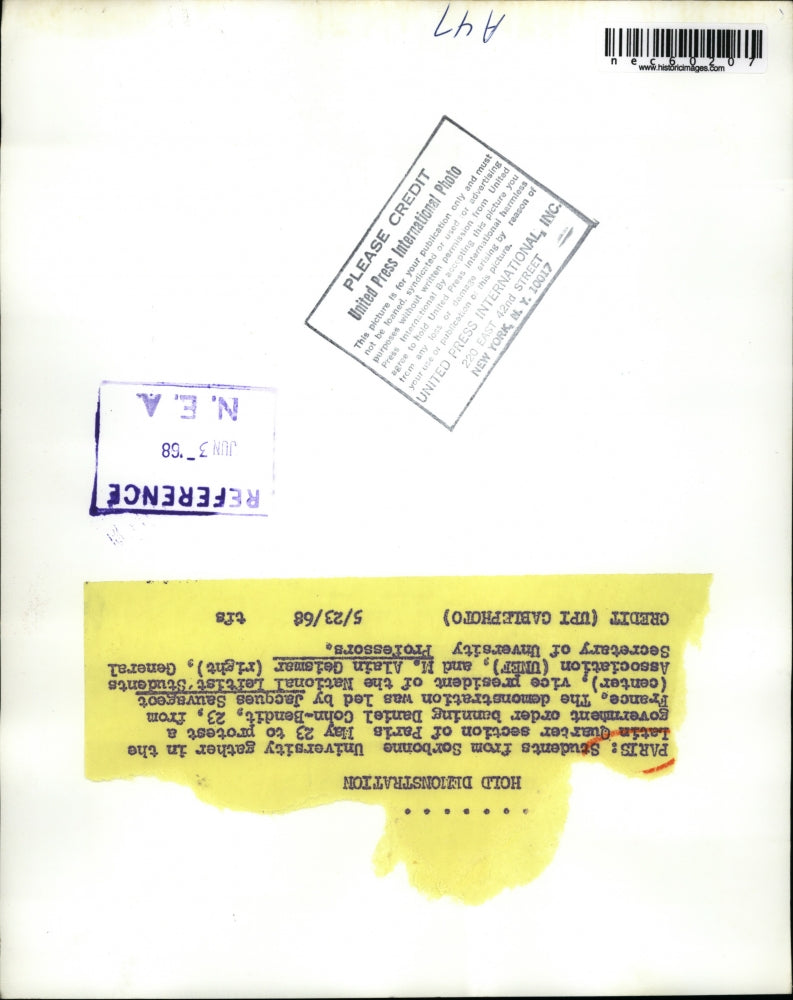 A47
nec60207
www.historicimages.com
PLEASE CREDIT
United Press International Photo
This picture is for your publication only and must
not be loaned, syndicated or used for advertising
purposes without written permission from United
Press International. By accepting this picture you
agree to hold United Press International harmless
from any loss or damage arising by reason of
your use or publication of this picture.
UNITED PRESS INTERNATIONAL, INC.
220 EAST 42nd STREET
NEW YORK, N. Y. 10017
REFERENCE
JUN 3 - '68
N. E. A
.......
HOLD DEMONSTRATION
PARIS: Students from Sorbonne University gather in the
Latin Quarter section of Paris May 23 to protest a
government order banning Daniel Cohn-Bendit, 23, from
France. The demonstration was led by Jacques Sauvageot
(center), vice president of the National Leftist Students
Association (UNEF), and M. Alain Geismar (right), General
Secretary of Unversity Professors.
CREDIT (UPI CABLEPHOTO) 5/23/68 tfs